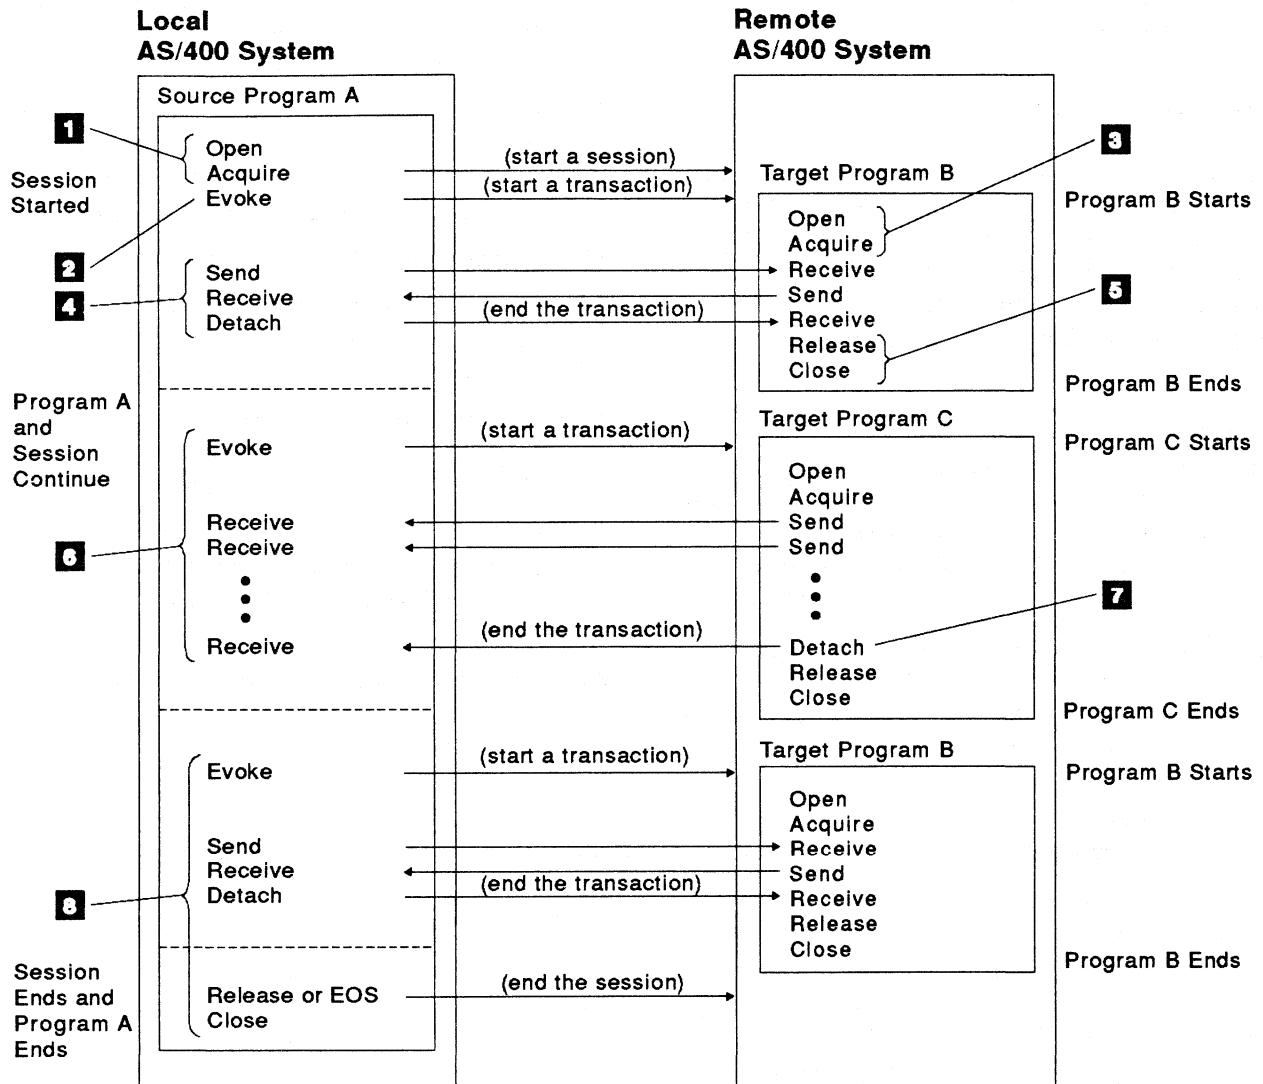 Local
AS/400 System
Remote
AS/400 System
Source Program A
1
Open
Acquire
Evoke
(start a session)
(start a transaction)
3
Session
Started
Target Program B
Program B Starts
Open
Acquire
Receive
Send
Receive
Release
Close
2
4
Send
Receive
Detach
(end the transaction)
5
Program B Ends
Program A
and
Session
Continue
Target Program C
Evoke
(start a transaction)
Program C Starts
Open
Acquire
Send
Send
Receive
Receive
6
7
Receive
(end the transaction)
Detach
Release
Close
Program C Ends
Target Program B
Evoke
(start a transaction)
Program B Starts
Open
Acquire
Receive
Send
Receive
Release
Close
Send
Receive
Detach
(end the transaction)
8
Program B Ends
Session
Ends and
Program A
Ends
Release or EOS
Close
(end the session)